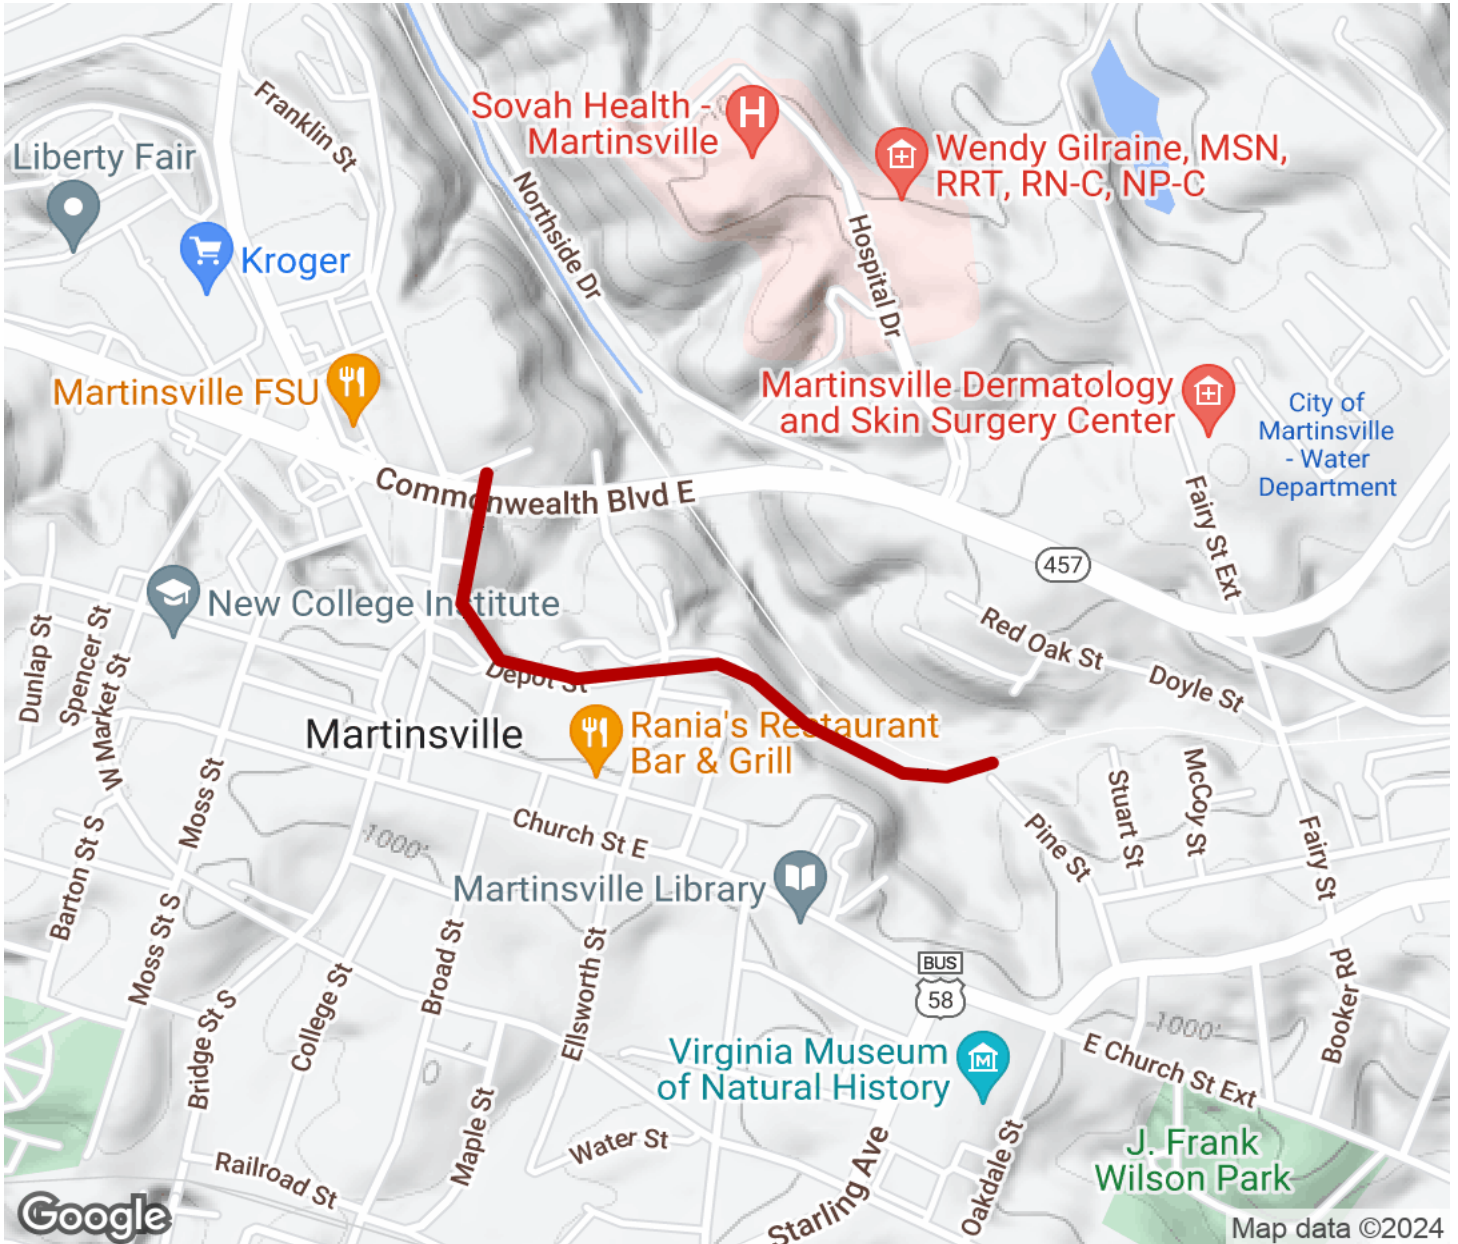 Franklin St
Liberty Fair
Sovah Health -
Martinsville
Wendy Gilraine, MSN,
RRT, RN-C, NP-C
Northside Dr
Hospital Dr
Kroger
Martinsville FSU
Martinsville Dermatology
and Skin Surgery Center
City of
Martinsville
- Water
Department
Commonwealth Blvd E
457
Fairy St Ext
New College Institute
Dunlap St
Spencer St
W Market St
Red Oak St
Doyle St
Depot St
Martinsville
Rania's Restaurant
Bar & Grill
Moss St
Church St E
1000'
Pine St
Stuart St
McCoy St
Fairy St
Barton St S
Martinsville Library
Moss St S
Broad St
Ellsworth St
College St
Bridge St S
BUS
58
Booker Rd
1000'
E Church St Ext
Virginia Museum
of Natural History
Maple St
Water St
Railroad St
Starling Ave
Oakdale St
J. Frank
Wilson Park
Google
Map data ©2024